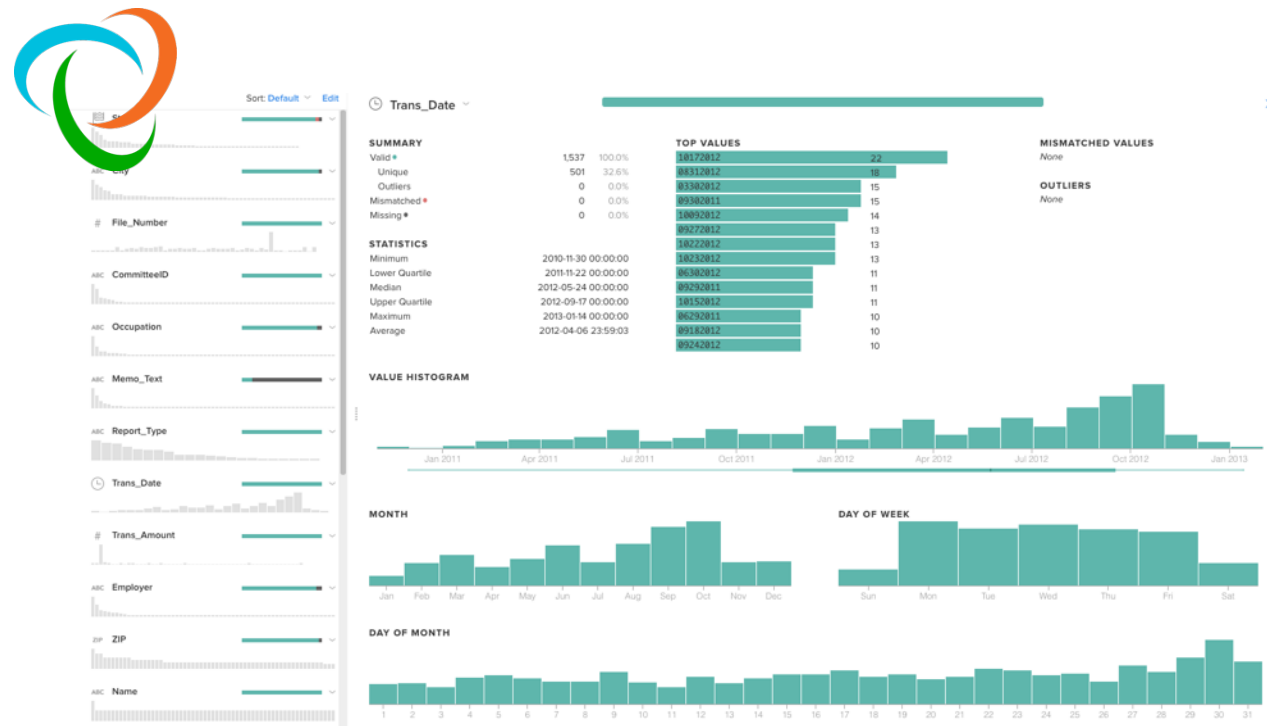 Sort: Default Edit
City
ABC
# File_Number
ABC CommitteeID
ABC Occupation
ABC Memo_Text
ABC Report_Type
Trans_Date
# Trans_Amount
ABC Employer
ZIP ZIP
ABC Name
Trans_Date
SUMMARY
Valid 1,537 100.0%
Unique 501 32.6%
Outliers 0 0.0%
Mismatched 0 0.0%
Missing 0 0.0%
STATISTICS
Minimum 2010-11-30 00:00:00
Lower Quartile 2011-11-22 00:00:00
Median 2012-05-24 00:00:00
Upper Quartile 2012-09-17 00:00:00
Maximum 2013-01-14 00:00:00
Average 2012-04-06 23:59:03
TOP VALUES
10172012 22
08312012 18
03302012 15
09302011 15
10092012 14
09272012 13
10222012 13
10232012 13
06302012 11
09292011 11
10152012 11
06292011 10
09182012 10
09242012 10
MISMATCHED VALUES
None
OUTLIERS
None
VALUE HISTOGRAM
Jan 2011 Apr 2011 Jul 2011 Oct 2011 Jan 2012 Apr 2012 Jul 2012 Oct 2012 Jan 2013
MONTH
Jan Feb Mar Apr May Jun Jul Aug Sep Oct Nov Dec
DAY OF WEEK
Sun Mon Tue Wed Thu Fri Sat
DAY OF MONTH
1 2 3 4 5 6 7 8 9 10 11 12 13 14 15 16 17 18 19 20 21 22 23 24 25 26 27 28 29 30 31